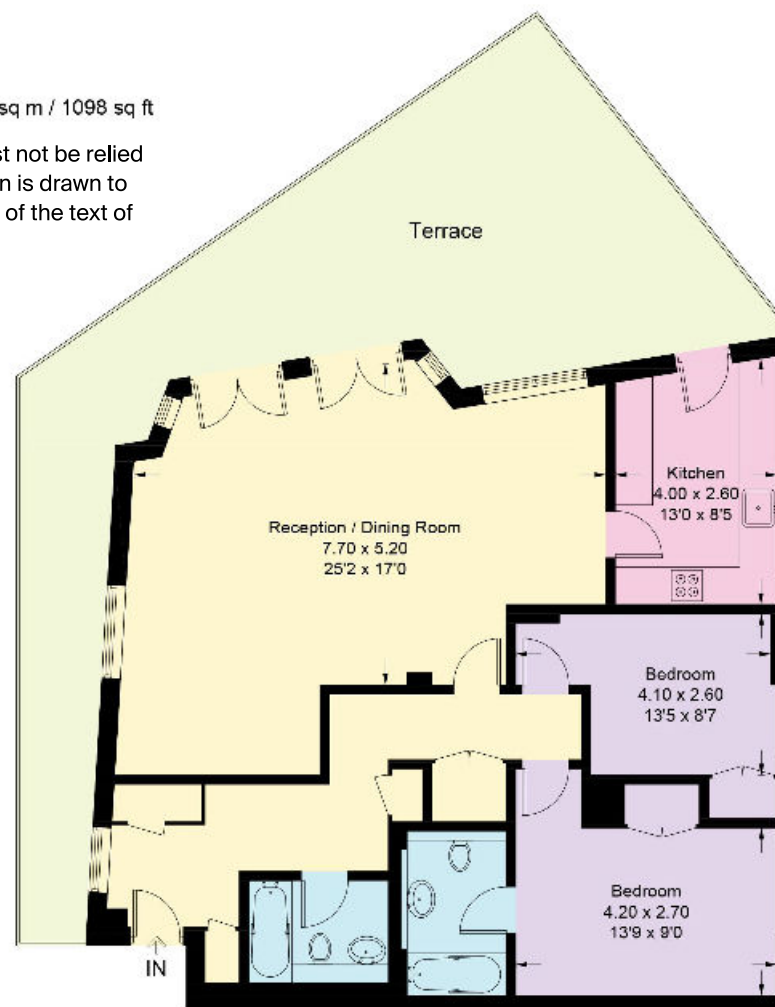 sq m / 1098 sq ft
st not be relied
n is drawn to
of the text of
Terrace
Kitchen
4.00 x 2.60
13'0 x 8'5
Reception / Dining Room
7.70 x 5.20
25'2 x 17'0
Bedroom
4.10 x 2.60
13'5 x 8'7
Bedroom
4.20 x 2.70
13'9 x 9'0
IN